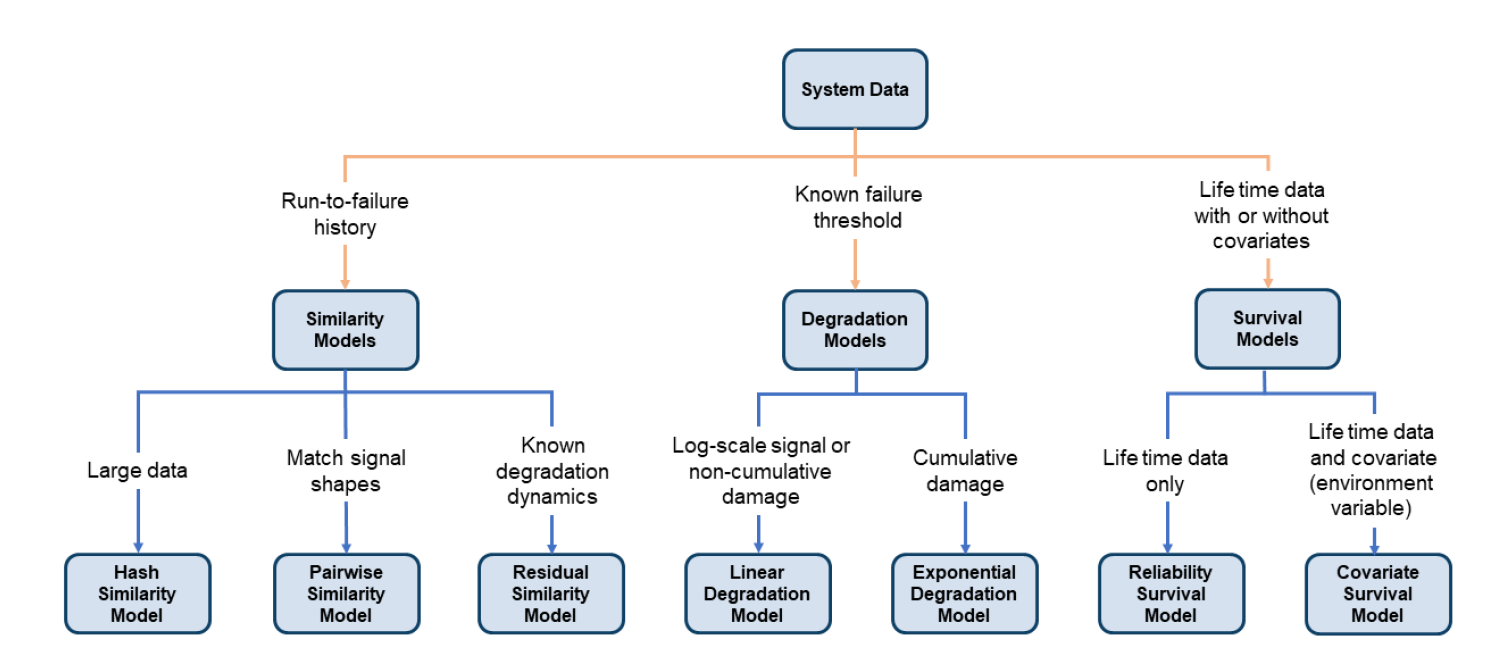 System Data
Run-to-failure
history
Known failure
threshold
Life time data
with or without
covariates
Similarity
Models
Degradation
Models
Survival
Models
Large data
Match signal
shapes
Known
degradation
dynamics
Log-scale signal or
non-cumulative
damage
Cumulative
damage
Life time data
only
Life time data
and covariate
(environment
variable)
Hash
Similarity
Model
Pairwise
Similarity
Model
Residual
Similarity
Model
Linear
Degradation
Model
Exponential
Degradation
Model
Reliability
Survival
Model
Covariate
Survival
Model